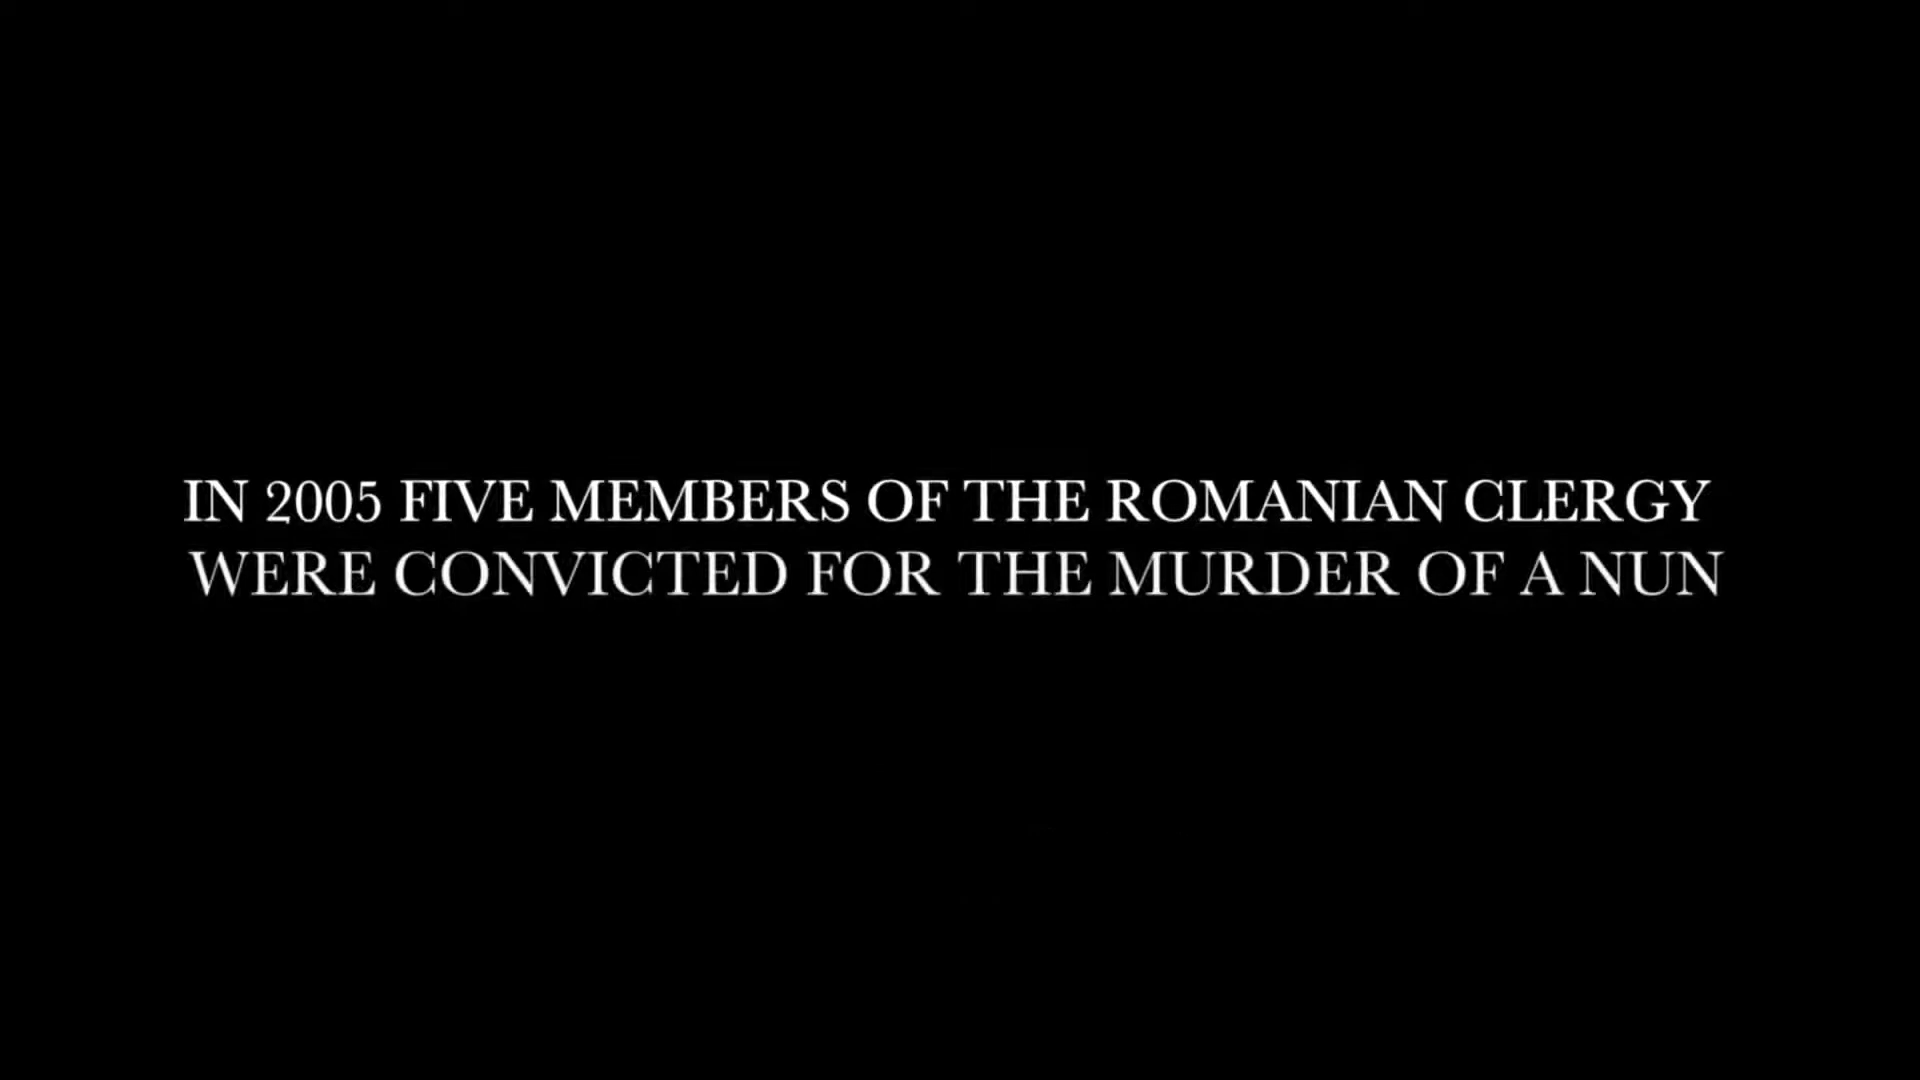 IN 2005 FIVE MEMBERS OF THE ROMANIAN CLERGY
WERE CONVICTED FOR THE MURDER OF A NUN